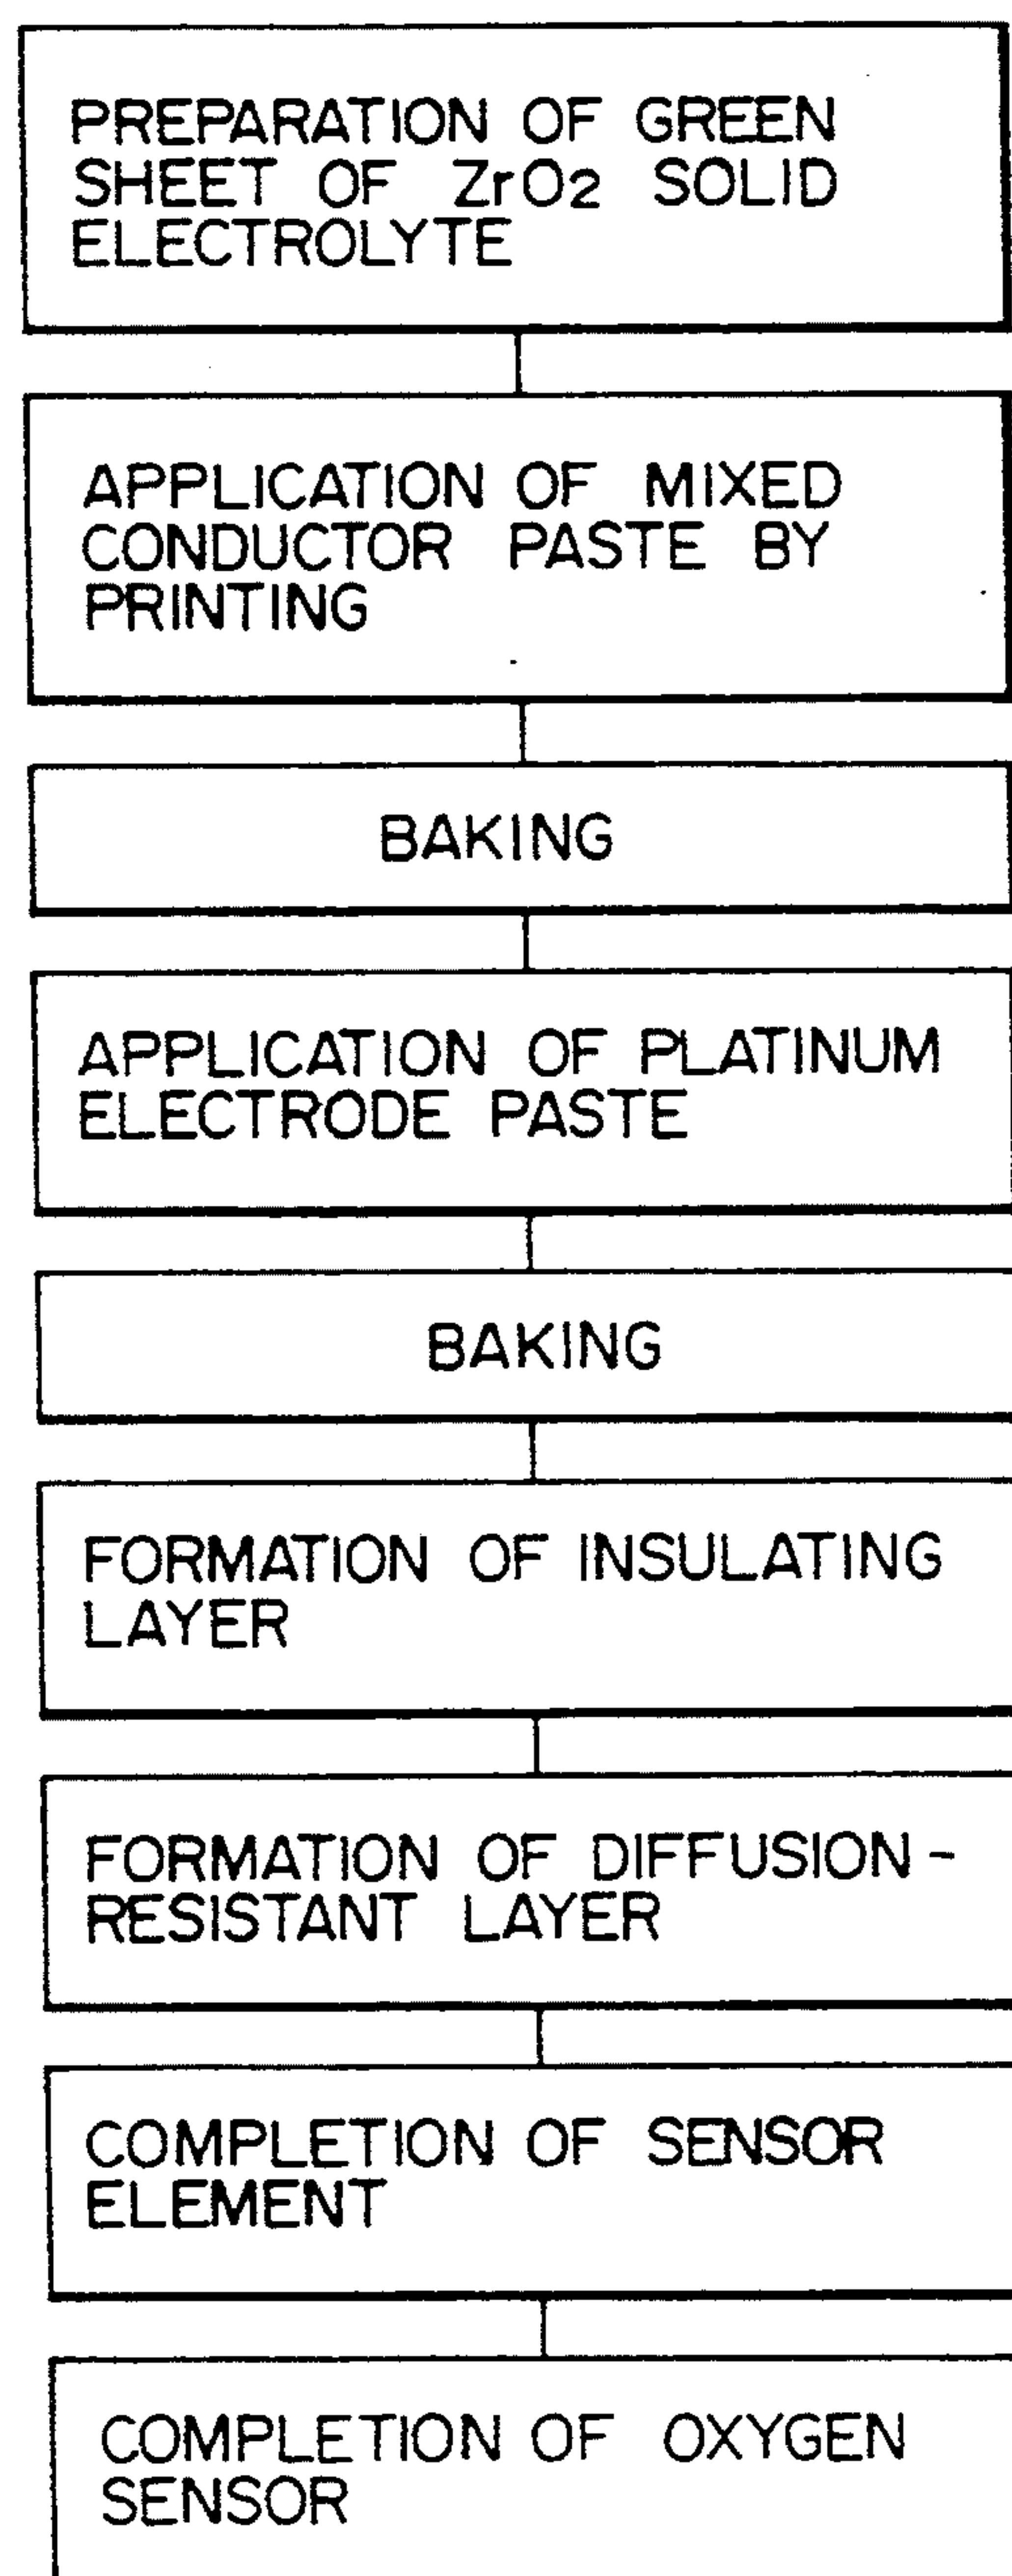 PREPARATION OF GREEN
SHEET OF ZrO2 SOLID
ELECTROLYTE
APPLICATION OF MIXED
CONDUCTOR PASTE BY
PRINTING
BAKING
APPLICATION OF PLATINUM
ELECTRODE PASTE
BAKING
FORMATION OF INSULATING
LAYER
FORMATION OF DIFFUSION-
RESISTANT LAYER
COMPLETION OF SENSOR
ELEMENT
COMPLETION OF OXYGEN
SENSOR